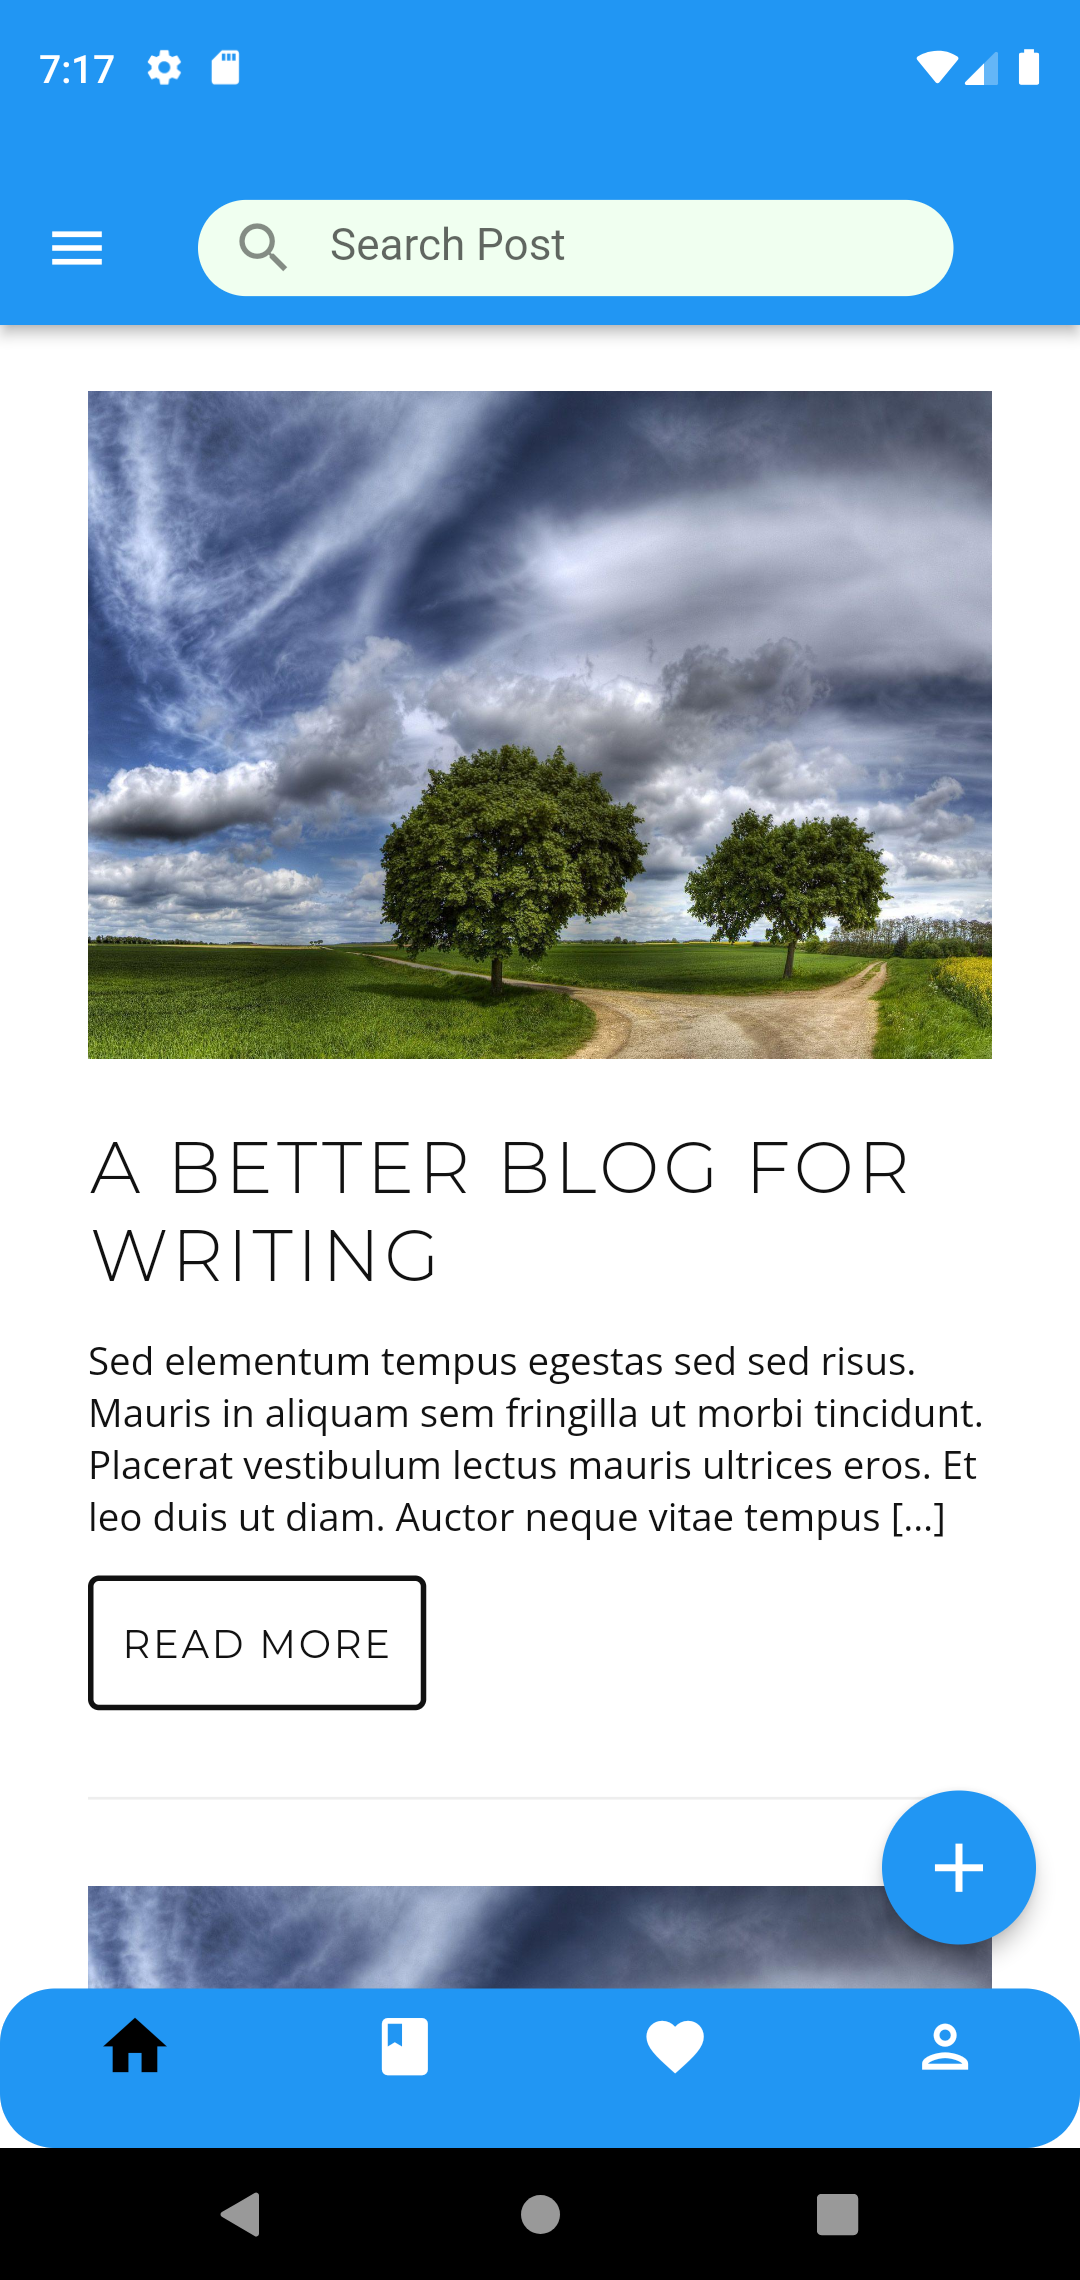 7:17
Search Post
A BETTER BLOG FOR
WRITING
Sed elementum tempus egestas sed sed risus.
Mauris in aliquam sem fringilla ut morbi tincidunt.
Placerat vestibulum lectus mauris ultrices eros. Et
leo duis ut diam. Auctor neque vitae tempus [...]
READ MORE